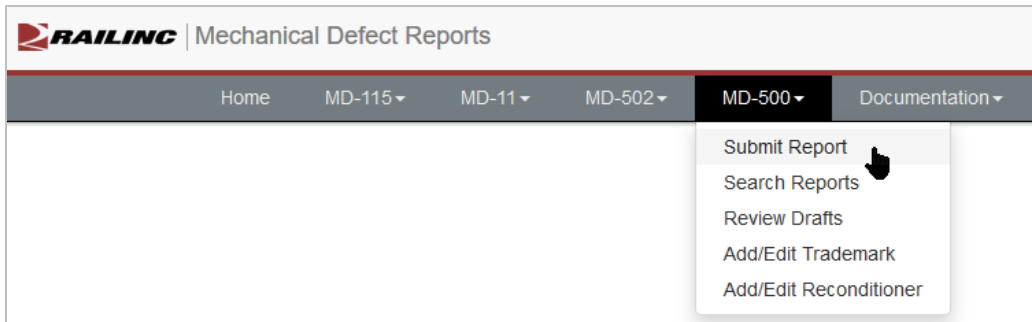 RAILINC Mechanical Defect Reports
Home MD-115 MD-11 MD-502 MD-500 Documentation
Submit Report
Search Reports
Review Drafts
Add/Edit Trademark
Add/Edit Reconditioner